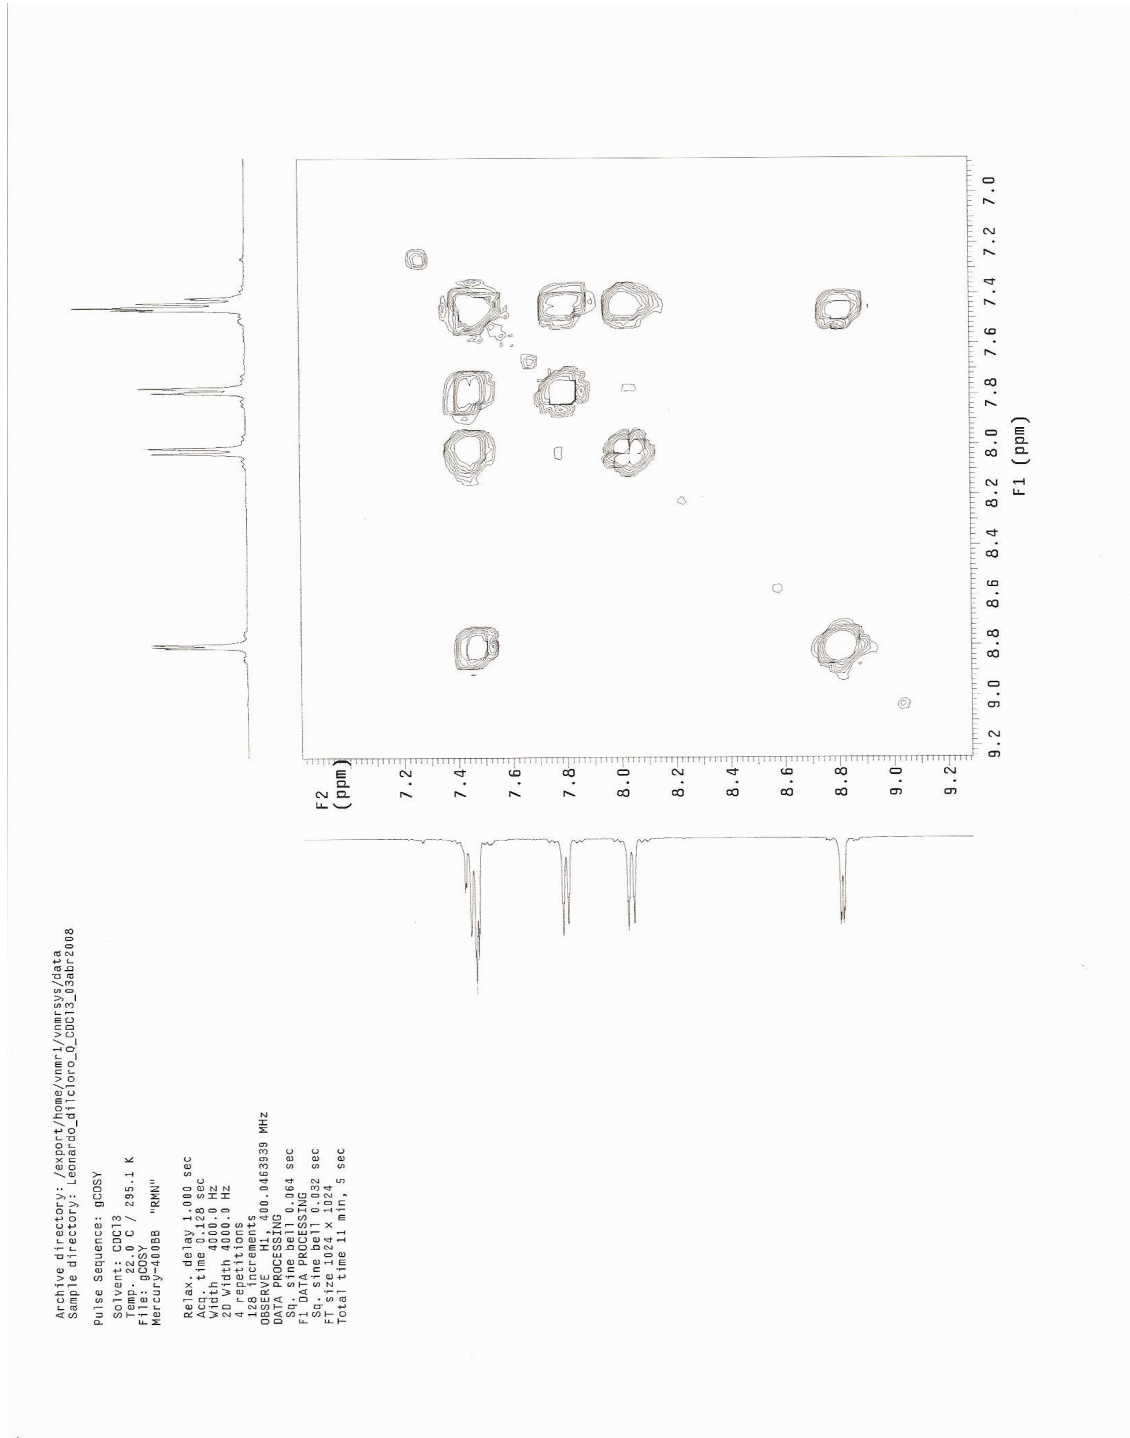 Archive directory: /export/home/vnmr1/vnmrsys/data
Sample directory: Leonardo_dilcloro_Q_CDCl3_03abr2008
Pulse Sequence: gCOSY
Solvent: CDCl3
Temp. 22.0 C / 295.1 K
File: gCOSY
Mercury-400BB "RMN"
Relax. delay 1.000 sec
Acq. time 0.128 sec
Width 4000.0 Hz
2D Width 4000.0 Hz
4 repetitions
128 increments
OBSERVE H1, 400.0463939 MHz
DATA PROCESSING
Sq. sine bell 0.064 sec
F1 DATA PROCESSING
Sq. sine bell 0.032 sec
FT size 1024 x 1024
Total time 11 min, 5 sec
F2
(ppm)
7.2
7.4
7.6
7.8
8.0
8.2
8.4
8.6
8.8
9.0
9.2
9.2 9.0 8.8 8.6 8.4 8.2 8.0 7.8 7.6 7.4 7.2 7.0
F1 (ppm)